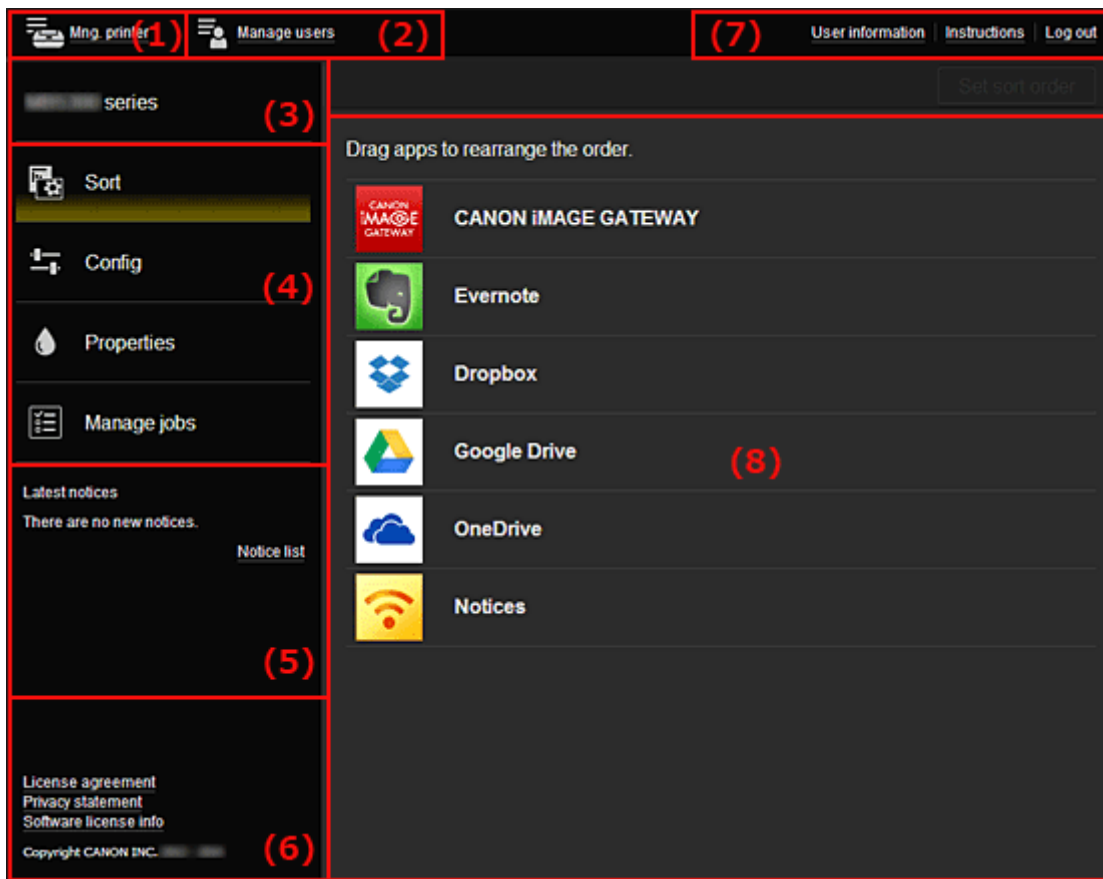 Mng. printer (1)
Manage users (2)
(7) User information Instructions Log out
series (3)
Set sort order
Sort
Config
(4)
Properties
Manage jobs
Latest notices
There are no new notices.
Notice list
(5)
License agreement
Privacy statement
Software license info
Copyright CANON INC.
(6)
Drag apps to rearrange the order.
CANON
iMAGE
GATEWAY
CANON iMAGE GATEWAY
Evernote
Dropbox
Google Drive
(8)
OneDrive
Notices